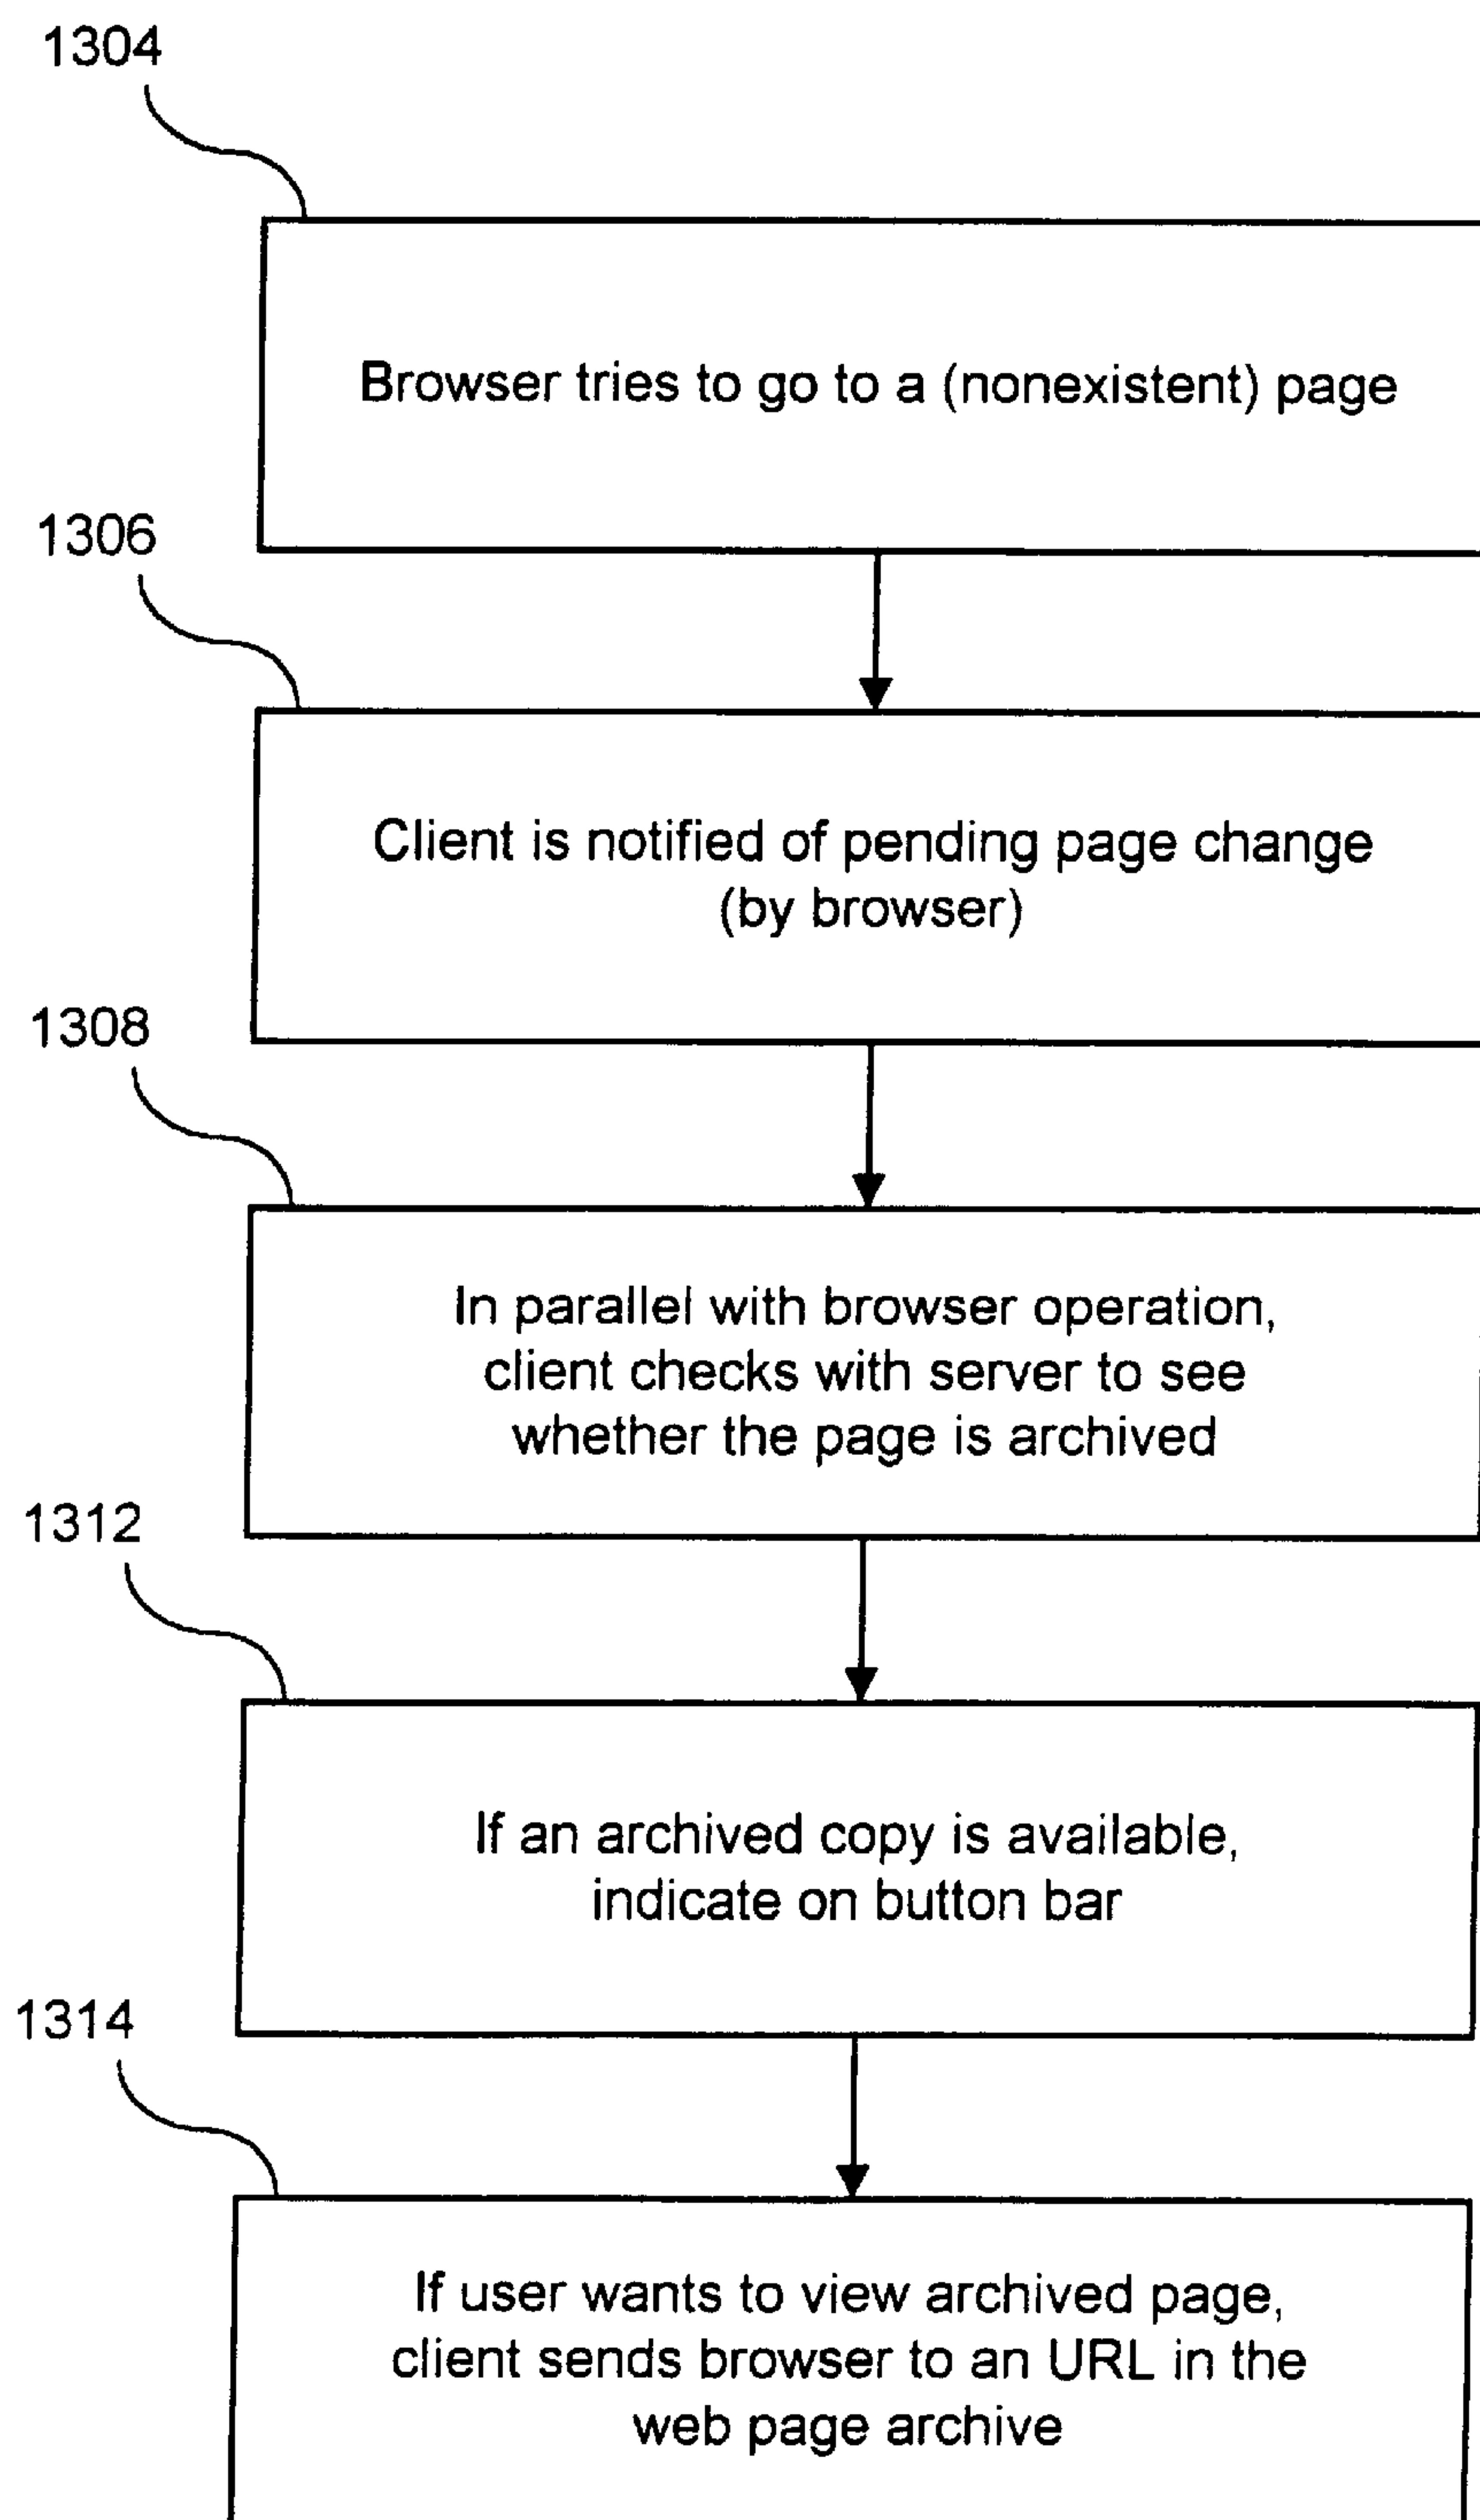 1304
Browser tries to go to a (nonexistent) page
1306
Client is notified of pending page change
(by browser)
1308
In parallel with browser operation,
client checks with server to see
whether the page is archived
1312
If an archived copy is available,
indicate on button bar
1314
If user wants to view archived page,
client sends browser to an URL in the
web page archive